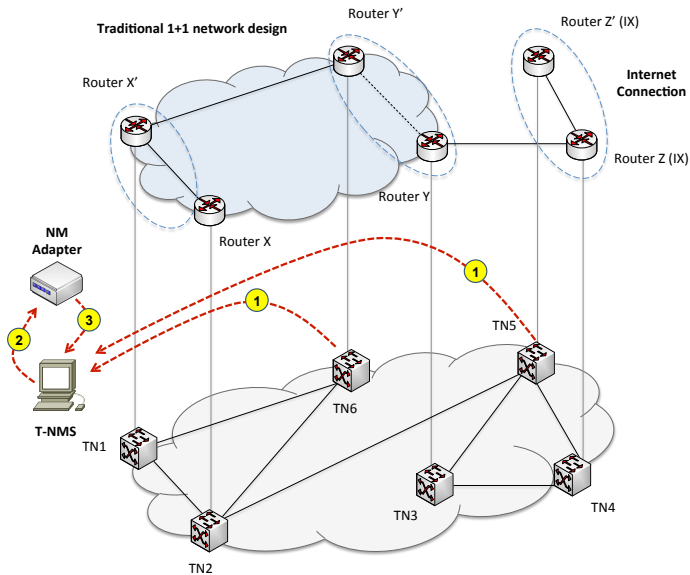 Traditional 1+1 network design
Router Y'
Router Z' (IX)
Router X'
Internet
Connection
Router Z (IX)
Router Y
Router X
NM
Adapter
1
1
2
3
TN5
T-NMS
TN6
TN1
TN3
TN4
TN2